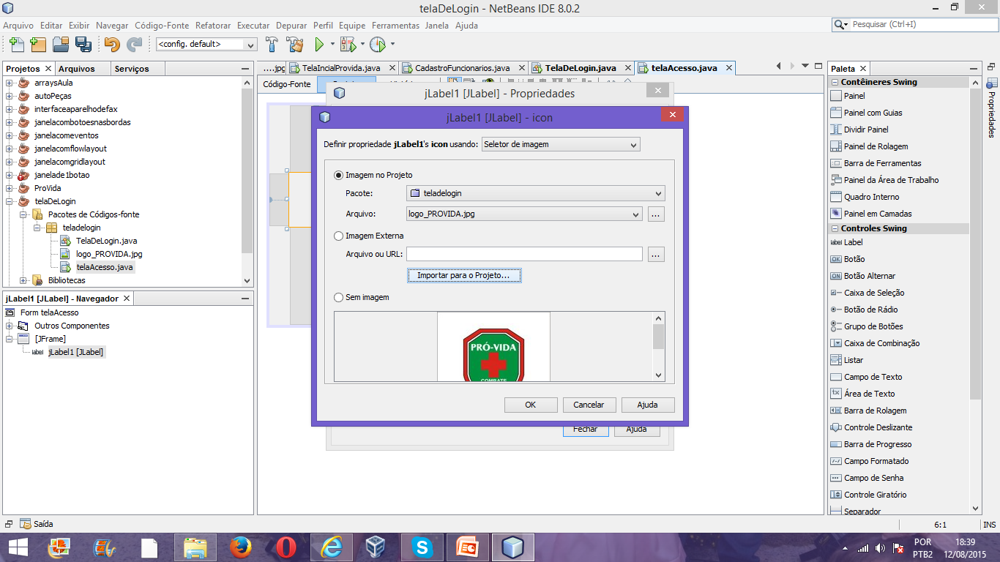 telaDeLogin - NetBeans IDE 8.0.2
Arquivo Editar Exibir Navegar Código-Fonte Refatorar Executar Depurar Perfil Equipe Ferramentas Janela Ajuda
Pesquisar (Ctrl+I)
<config. default>
Projetos Arquivos Serviços
arraysAula
autoPeças
interfaceaparelhodefax
janelacombotoesnasbordas
janelacomeventos
janelacomflowlayout
janelacomgridlayout
janelade1botao
ProVida
telaDeLogin
Pacotes de Códigos-fonte
teladelogin
TelaDeLogin.java
logo_PROVIDA.jpg
telaAcesso.java
Bibliotecas
jLabel1 [JLabel] - Navegador
Form telaAcesso
Outros Componentes
[JFrame]
label jLabel1 [JLabel]
....jpg TelaIncialProvida.java CadastroFuncionarios.java TelaDeLogin.java telaAcesso.java
Código-Fonte
jLabel1 [JLabel] - Propriedades
jLabel1 [JLabel] - icon
Definir propriedade jLabel1's icon usando: Seletor de imagem
Imagem no Projeto
Pacote: teladelogin
Arquivo: logo_PROVIDA.jpg ...
Imagem Externa
Arquivo ou URL: ...
Importar para o Projeto...
Sem imagem
PRÓ-VIDA
COMBATE
OK Cancelar Ajuda
Fechar Ajuda
Paleta
Contêineres Swing
Painel
Painel com Guias
Dividir Painel
Painel de Rolagem
Barra de Ferramentas
Painel da Área de Trabalho
Quadro Interno
Painel em Camadas
Controles Swing
label Label
OK Botão
ON Botão Alternar
Caixa de Seleção
Botão de Rádio
Grupo de Botões
Caixa de Combinação
Listar
Campo de Texto
Área de Texto
Barra de Rolagem
Controle Deslizante
Barra de Progresso
Campo Formatado
Campo de Senha
Controle Giratório
Separador
Propriedades
Saída
6:1 INS
POR
PTB2
18:39
12/08/2015